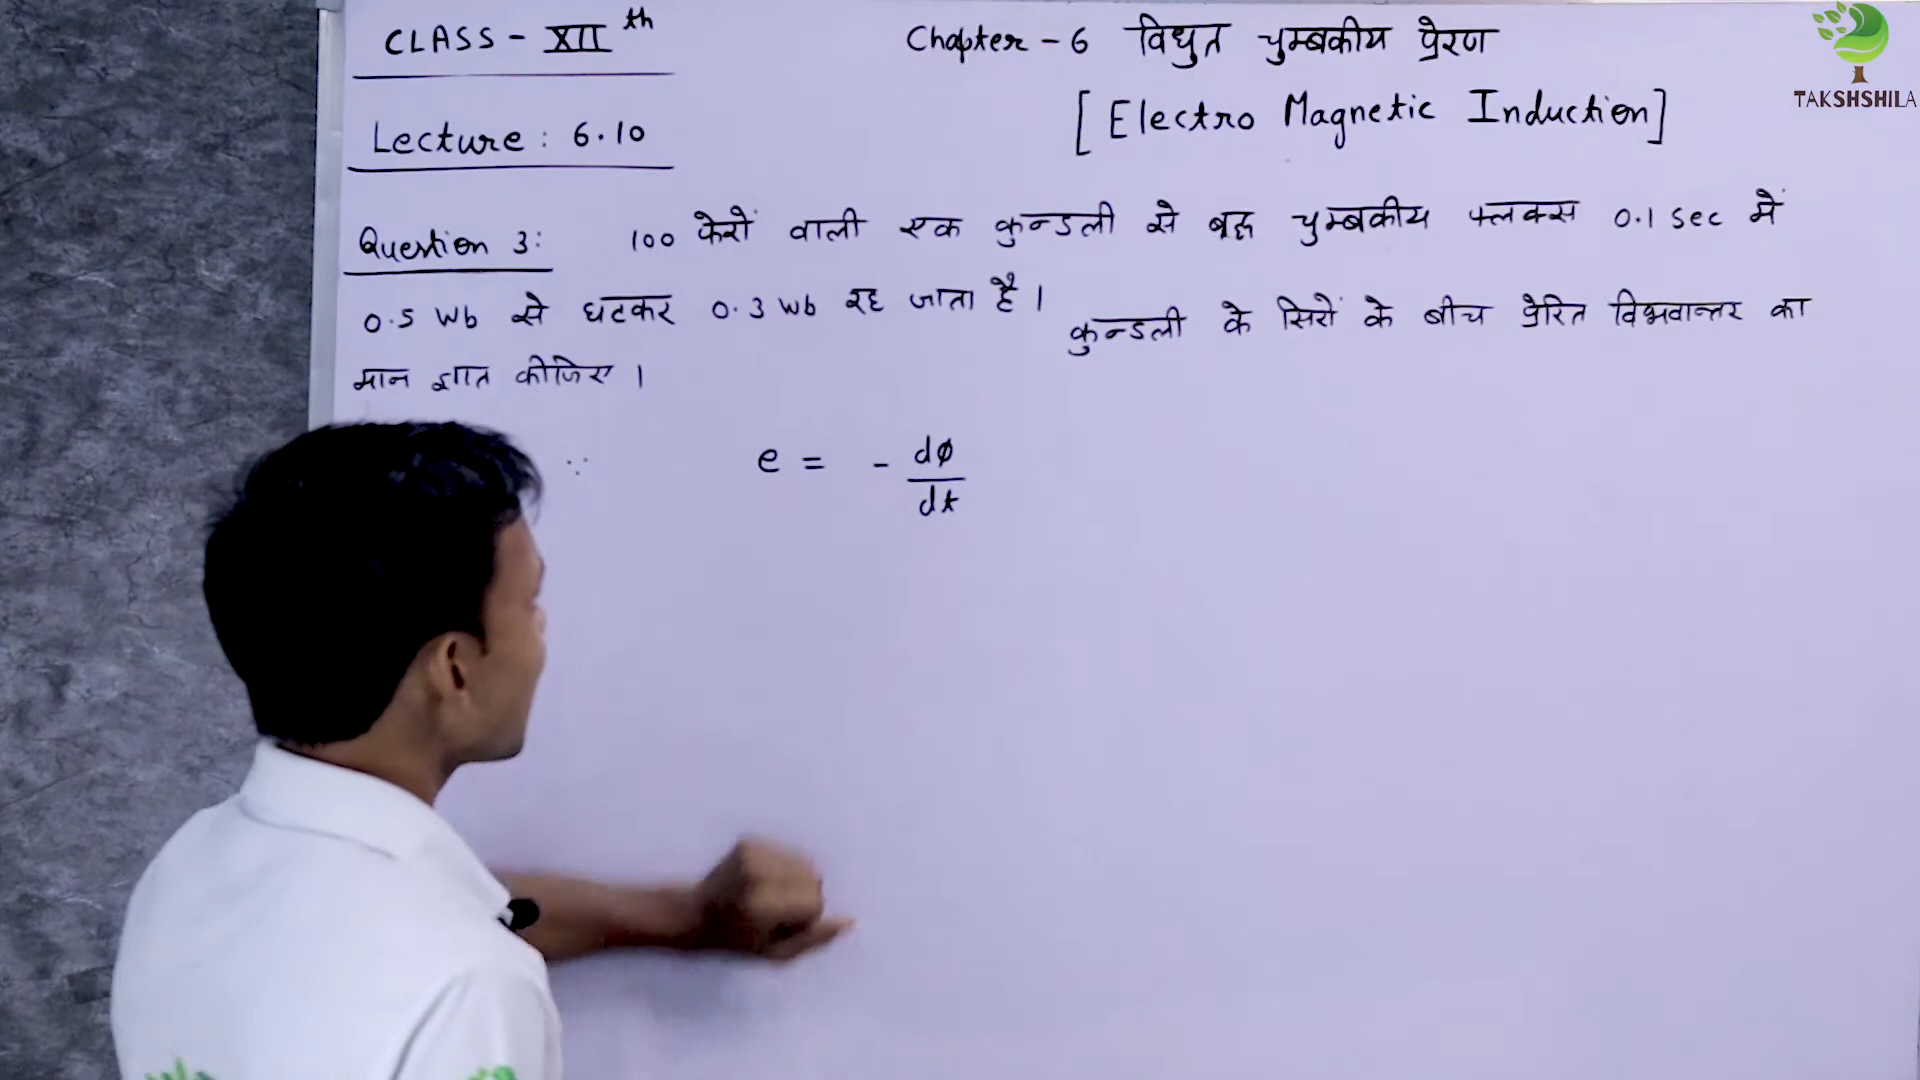 CLASS - XII th
Chapter - 6 विद्युत चुम्बकीय प्रेरण
TAKSHSHILA
[ Electro Magnetic Induction ]
Lecture : 6.10
Question 3: 100 फेरों वाली एक कुन्डली से बद्ध चुम्बकीय फ्लक्स 0.1 sec में
0.5 Wb से घटकर 0.3 Wb रह जाता है । कुन्डली के सिरों के बीच प्रेरित विभवान्तर का
मान ज्ञात कीजिए ।
∵ e = - dϕ/dt